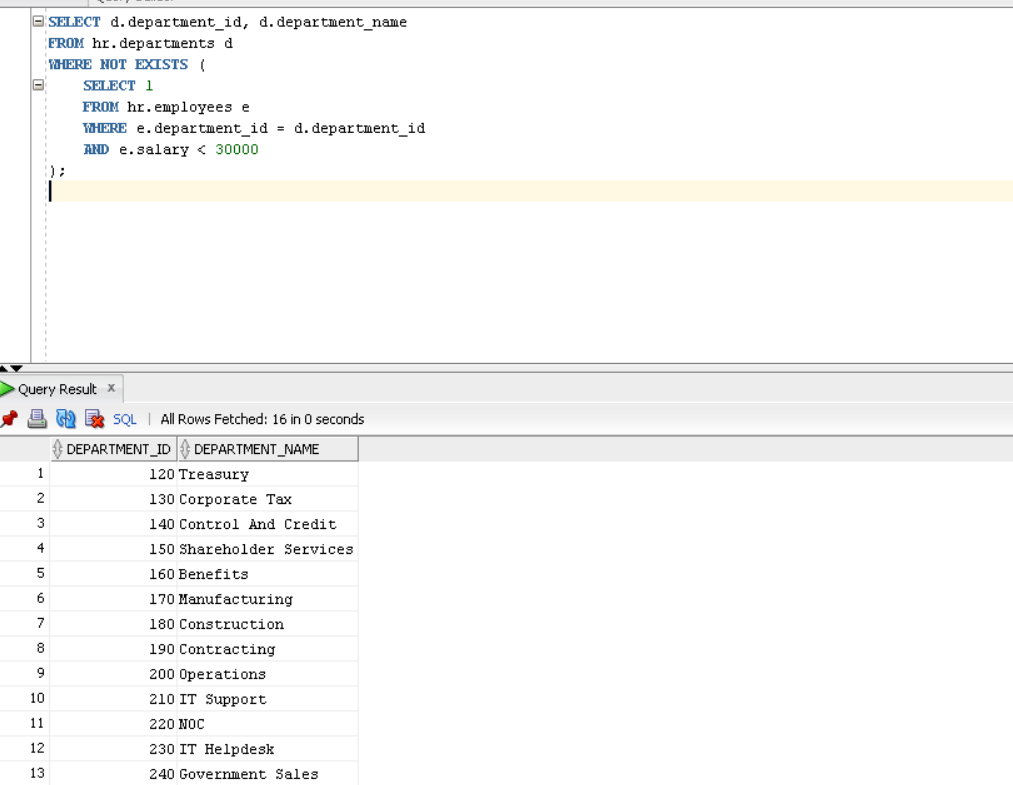 SELECT d.department_id, d.department_name
FROM hr.departments d
WHERE NOT EXISTS (
SELECT 1
FROM hr.employees e
WHERE e.department_id = d.department_id
AND e.salary < 30000
);
Query Result x
SQL | All Rows Fetched: 16 in 0 seconds
DEPARTMENT_ID DEPARTMENT_NAME
1 120 Treasury
2 130 Corporate Tax
3 140 Control And Credit
4 150 Shareholder Services
5 160 Benefits
6 170 Manufacturing
7 180 Construction
8 190 Contracting
9 200 Operations
10 210 IT Support
11 220 NOC
12 230 IT Helpdesk
13 240 Government Sales